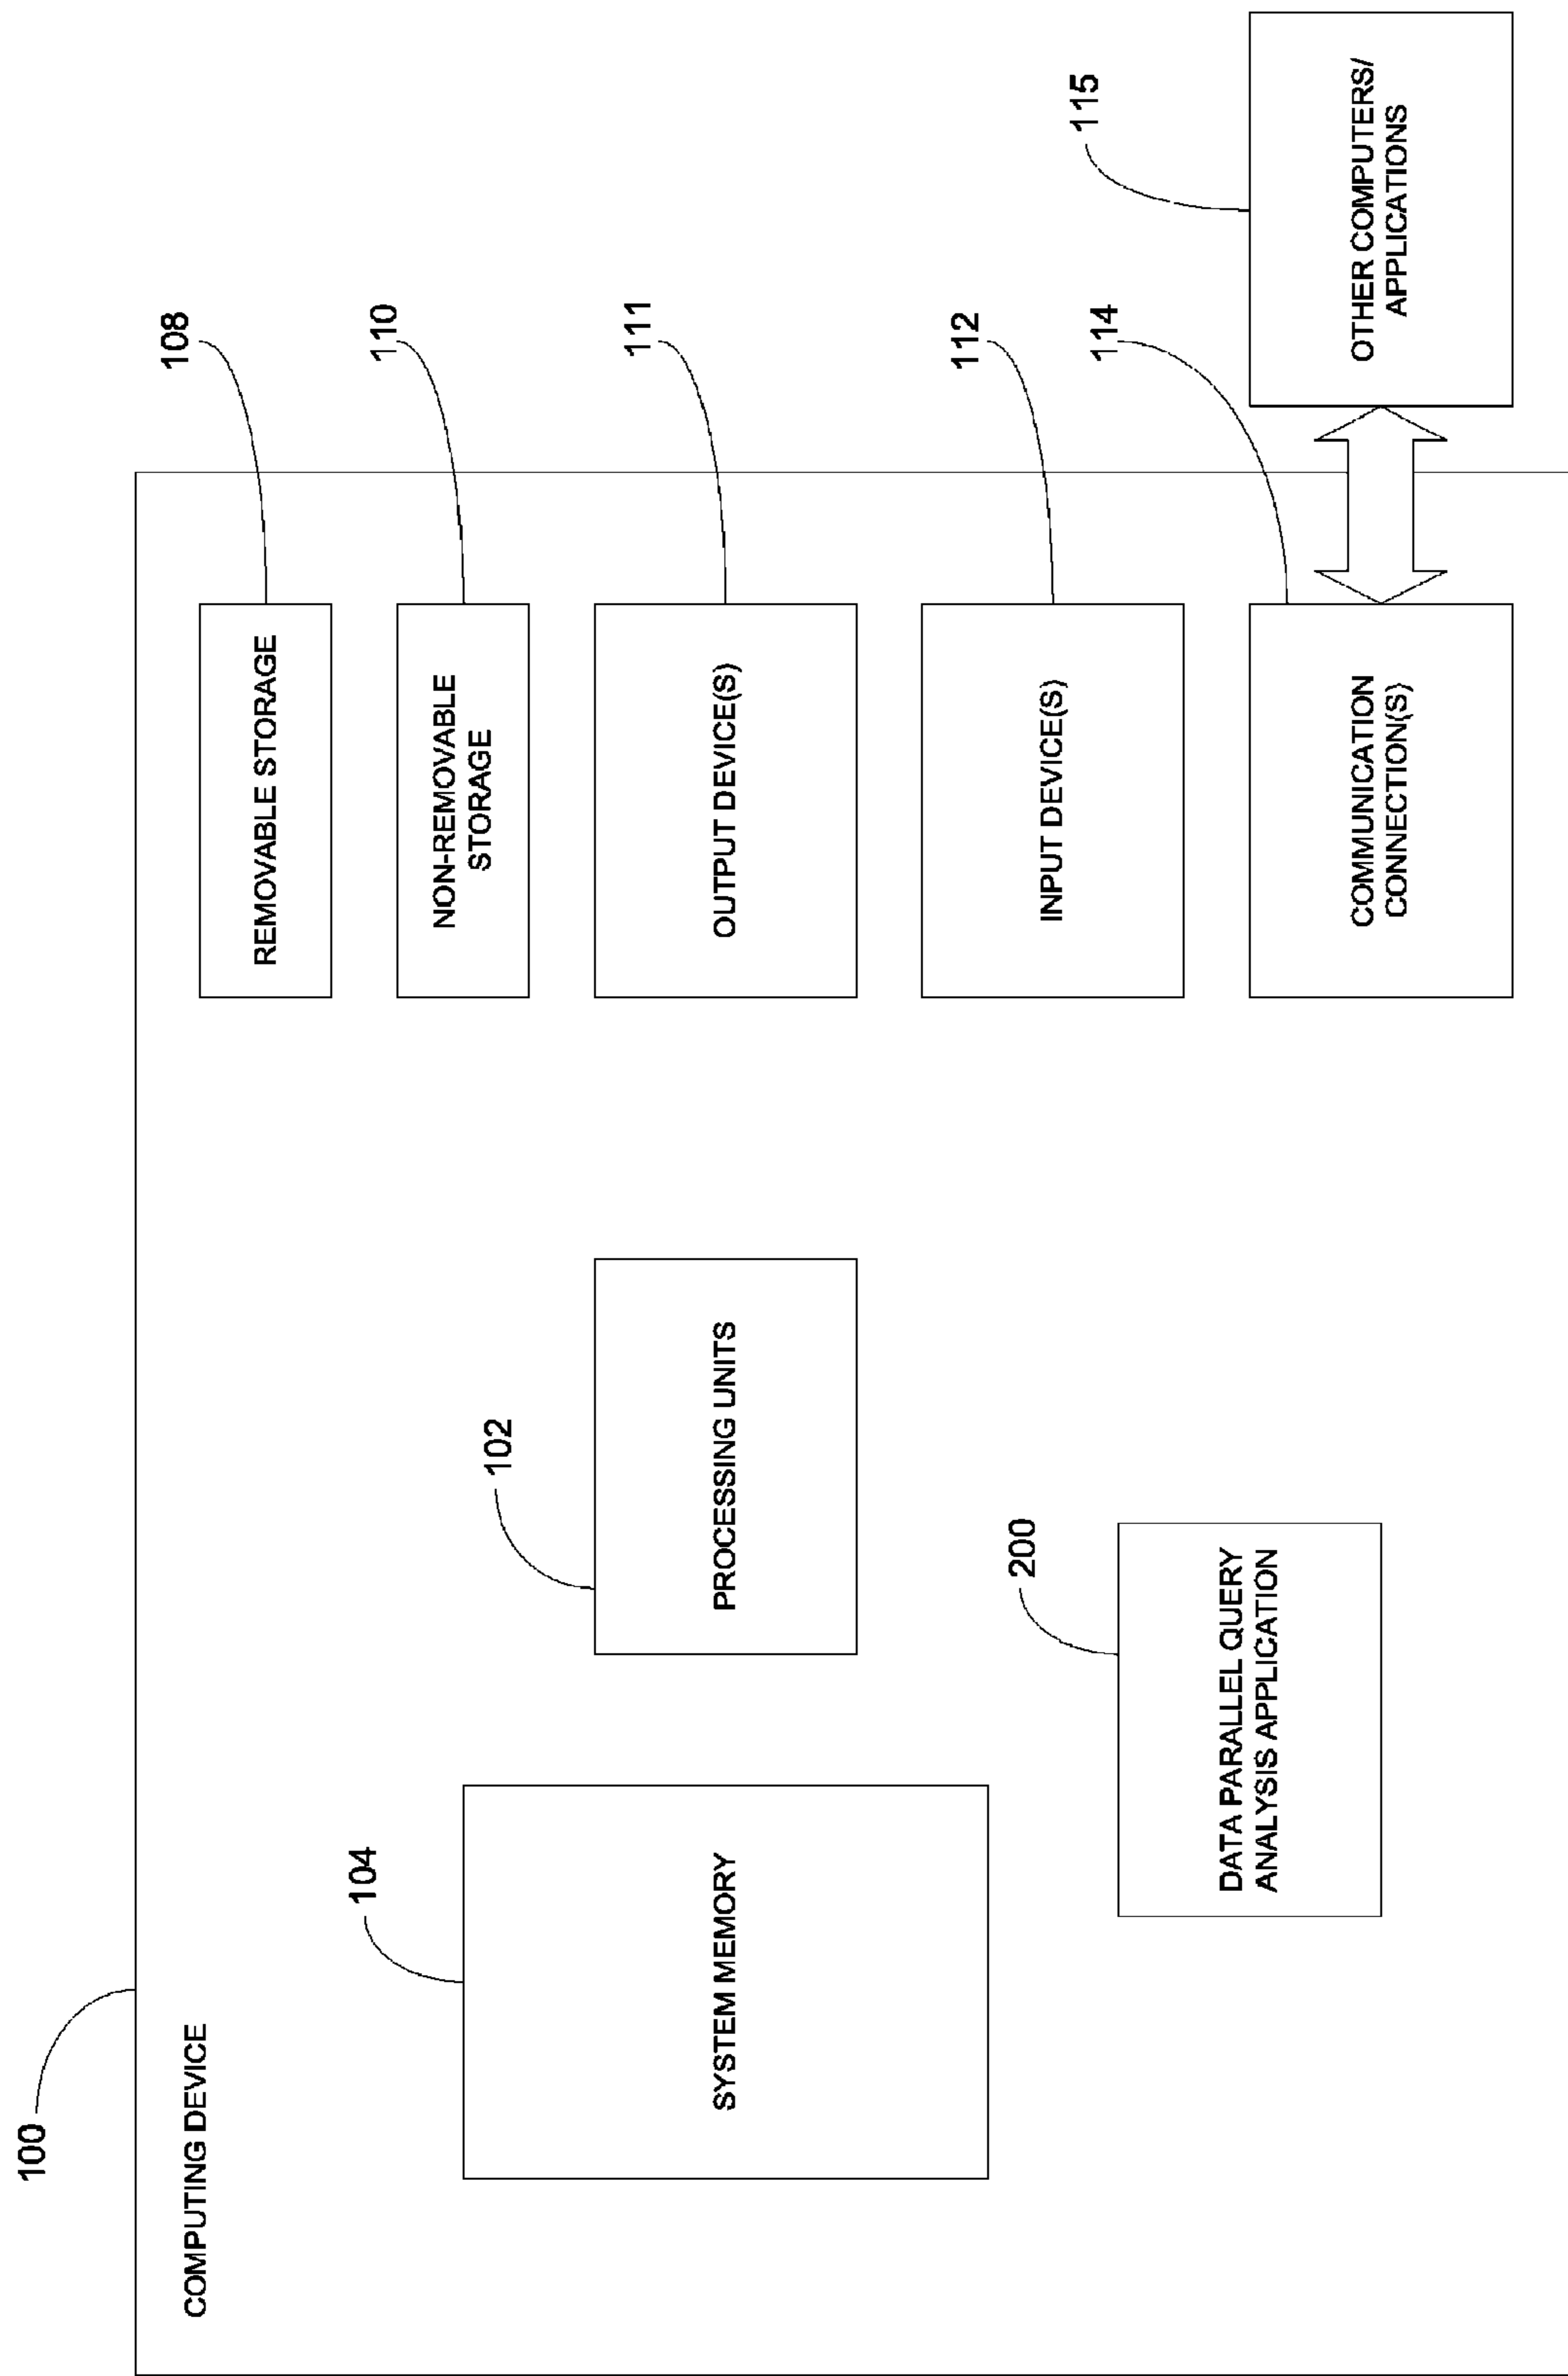 100
COMPUTING DEVICE
104
SYSTEM MEMORY
102
PROCESSING UNITS
200
DATA PARALLEL QUERY
ANALYSIS APPLICATION
108
REMOVABLE STORAGE
110
NON-REMOVABLE
STORAGE
111
OUTPUT DEVICE(S)
112
INPUT DEVICE(S)
114
COMMUNICATION
CONNECTION(S)
115
OTHER COMPUTERS/
APPLICATIONS